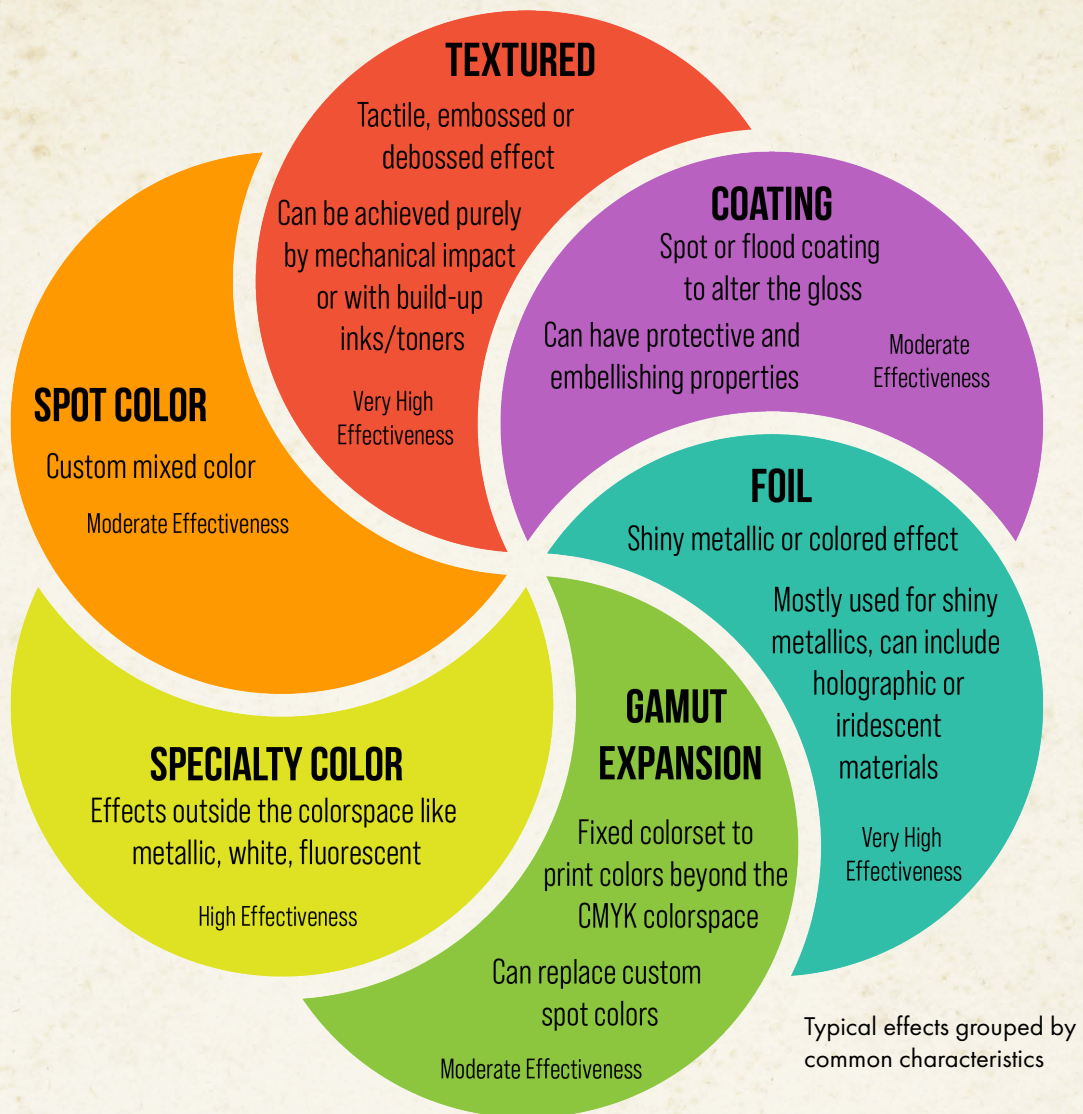 TEXTURED
Tactile, embossed or
debossed effect
Can be achieved purely
by mechanical impact
or with build-up
inks/toners
Very High
Effectiveness
COATING
Spot or flood coating
to alter the gloss
Can have protective and
embellishing properties
Moderate
Effectiveness
FOIL
Shiny metallic or colored effect
Mostly used for shiny
metallics, can include
holographic or
iridescent
materials
Very High
Effectiveness
GAMUT
EXPANSION
Fixed colorset to
print colors beyond the
CMYK colorspace
Can replace custom
spot colors
Moderate Effectiveness
SPECIALTY COLOR
Effects outside the colorspace like
metallic, white, fluorescent
High Effectiveness
SPOT COLOR
Custom mixed color
Moderate Effectiveness
Typical effects grouped by
common characteristics